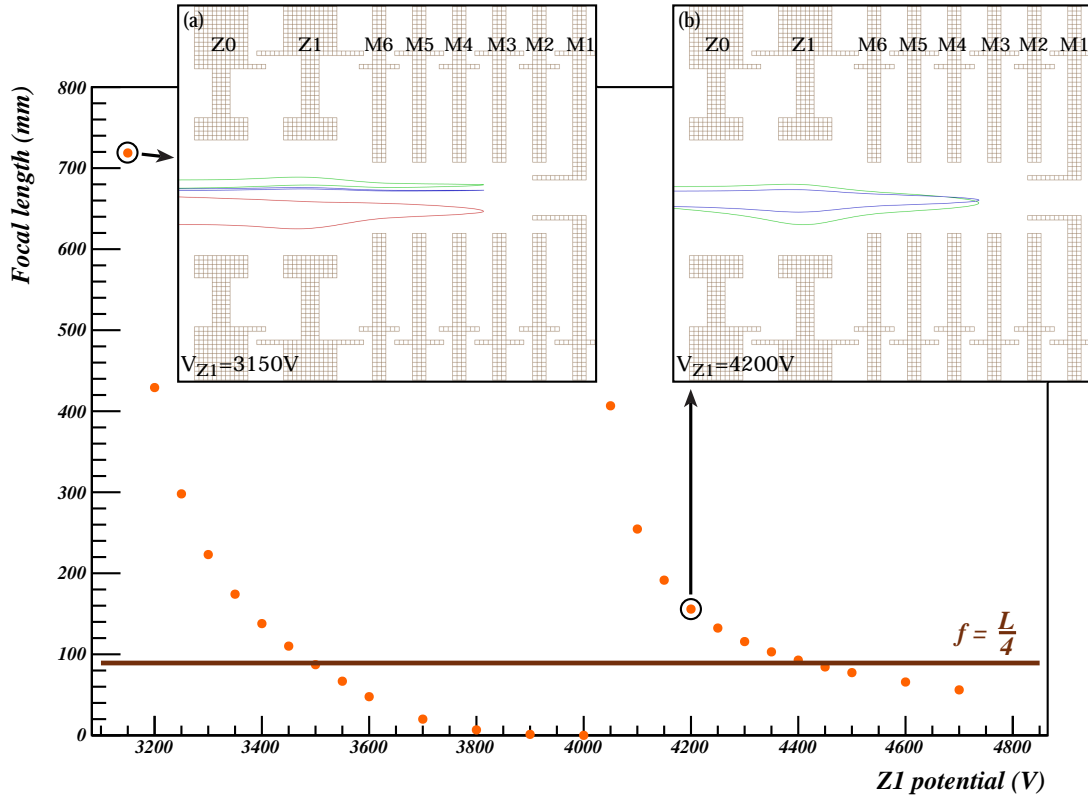 (a)
Z0 Z1 M6 M5 M4 M3 M2 M1
V_Z1=3150V
(b)
Z0 Z1 M6 M5 M4 M3 M2 M1
V_Z1=4200V
Focal length (mm)
800
700
600
500
400
300
200
100
0
f = L/4
3200 3400 3600 3800 4000 4200 4400 4600 4800
Z1 potential (V)